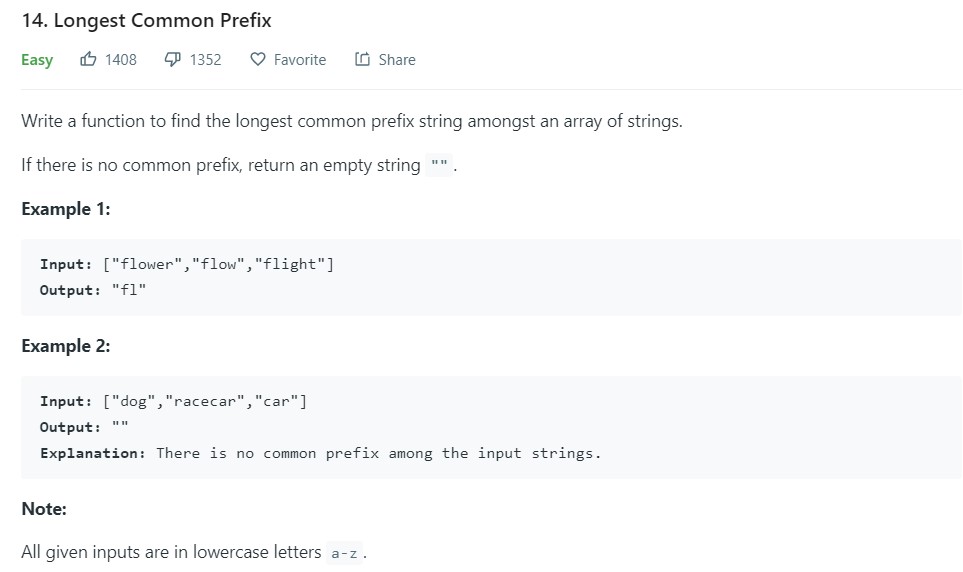 14. Longest Common Prefix
Easy 1408 1352 Favorite Share
Write a function to find the longest common prefix string amongst an array of strings.
If there is no common prefix, return an empty string "".
Example 1:
Input: ["flower","flow","flight"]
Output: "fl"
Example 2:
Input: ["dog","racecar","car"]
Output: ""
Explanation: There is no common prefix among the input strings.
Note:
All given inputs are in lowercase letters a-z.